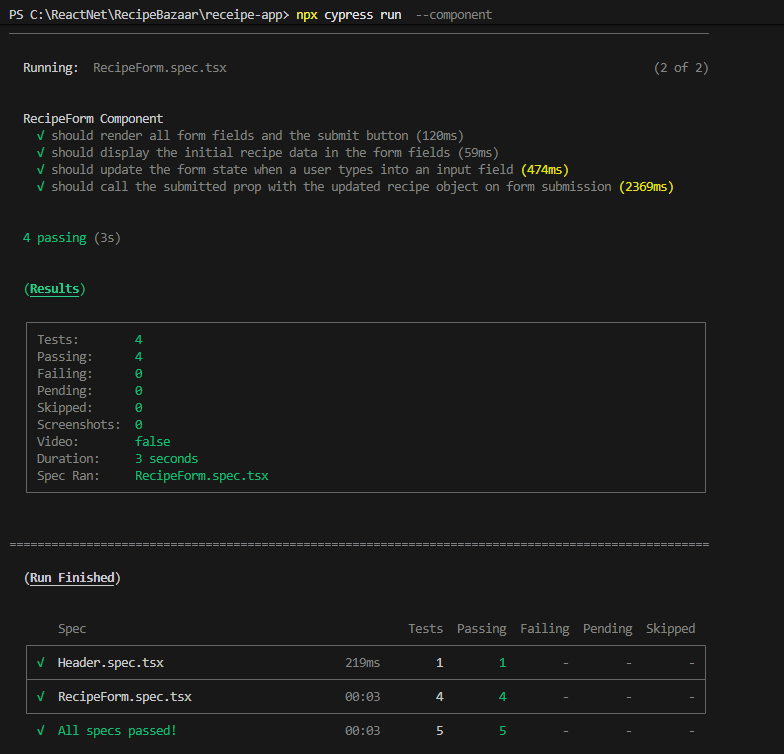 PS C:\ReactNet\RecipeBazaar\receipe-app> npx cypress run  --component
Running:  RecipeForm.spec.tsx (2 of 2)
RecipeForm Component
√ should render all form fields and the submit button (120ms)
√ should display the initial recipe data in the form fields (59ms)
√ should update the form state when a user types into an input field (474ms)
√ should call the submitted prop with the updated recipe object on form submission (2369ms)
4 passing (3s)
(Results)
Tests: 4
Passing: 4
Failing: 0
Pending: 0
Skipped: 0
Screenshots: 0
Video: false
Duration: 3 seconds
Spec Ran: RecipeForm.spec.tsx
(Run Finished)
Spec Tests Passing Failing Pending Skipped
√ Header.spec.tsx 219ms 1 1 - - -
√ RecipeForm.spec.tsx 00:03 4 4 - - -
√ All specs passed! 00:03 5 5 - - -